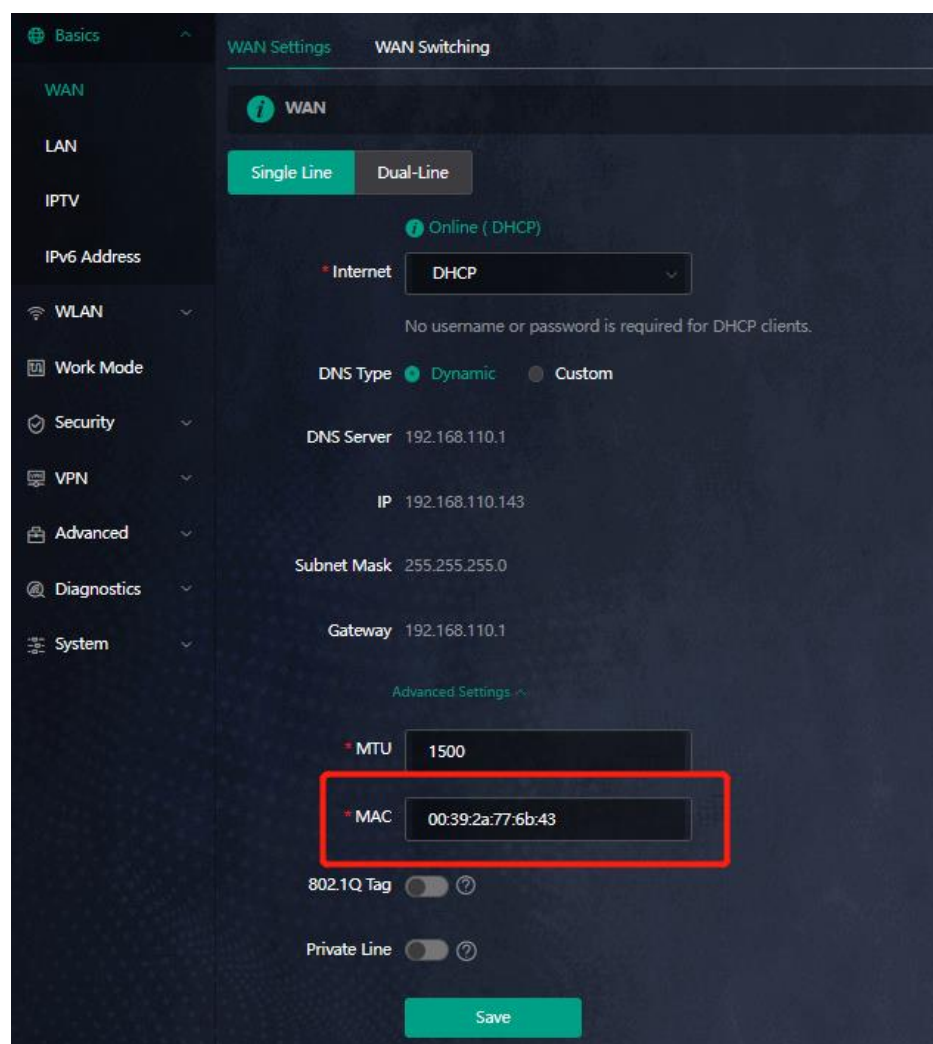 Basics
WAN
LAN
IPTV
IPv6 Address
WLAN
Work Mode
Security
VPN
Advanced
Diagnostics
System
WAN Settings WAN Switching
WAN
Single Line Dual-Line
Online ( DHCP)
* Internet DHCP
No username or password is required for DHCP clients.
DNS Type Dynamic Custom
DNS Server 192.168.110.1
IP 192.168.110.143
Subnet Mask 255.255.255.0
Gateway 192.168.110.1
Advanced Settings
* MTU 1500
* MAC 00:39:2a:77:6b:43
802.1Q Tag
Private Line
Save